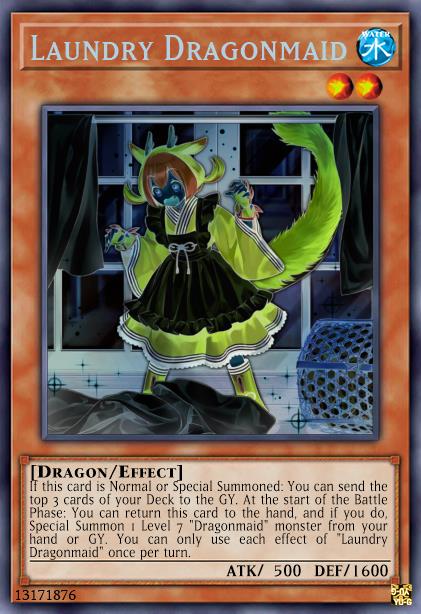 LAUNDRY DRAGONMAID
WATER
水
[DRAGON/EFFECT]
If this card is Normal or Special Summoned: You can send the
top 3 cards of your Deck to the GY. At the start of the Battle
Phase: You can return this card to the hand, and if you do,
Special Summon 1 Level 7 "Dragonmaid" monster from your
hand or GY. You can only use each effect of "Laundry
Dragonmaid" once per turn.
ATK/ 500 DEF/1600
13171876